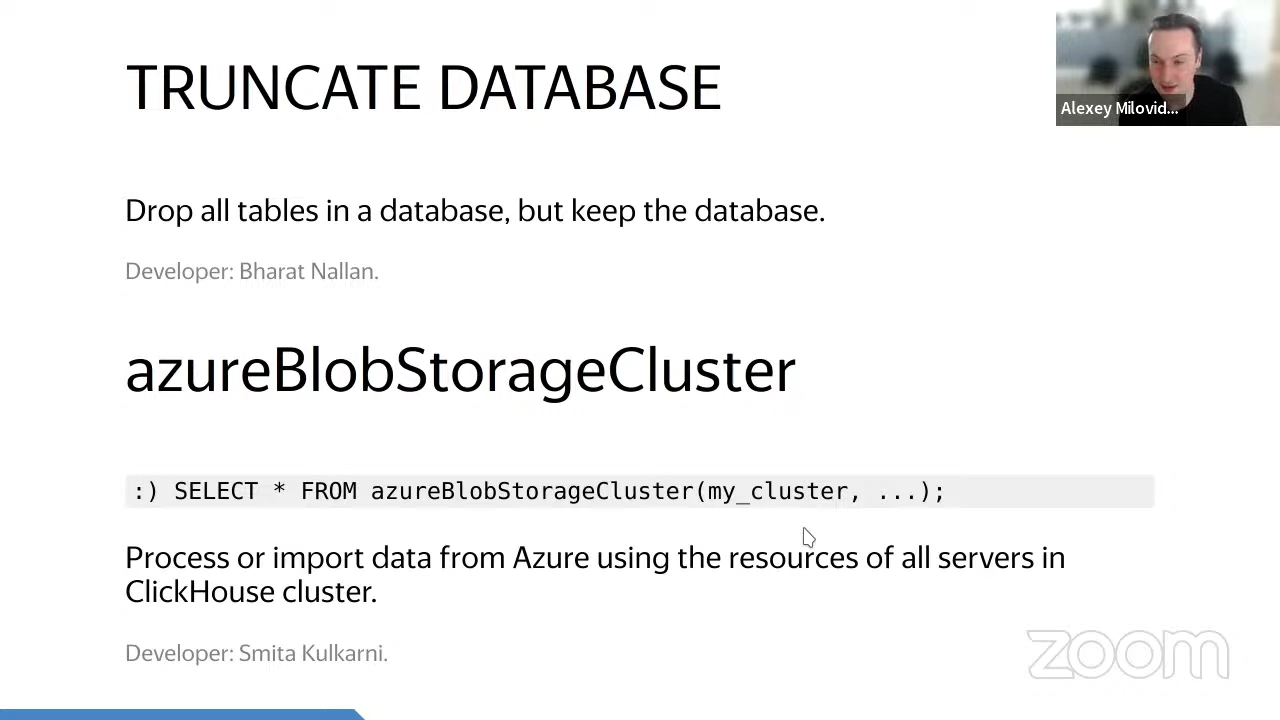 TRUNCATE DATABASE
Alexey Milovid...
Drop all tables in a database, but keep the database.
Developer: Bharat Nallan.
azureBlobStorageCluster
:) SELECT * FROM azureBlobStorageCluster(my_cluster, ...);
Process or import data from Azure using the resources of all servers in
ClickHouse cluster.
Developer: Smita Kulkarni.
zoom